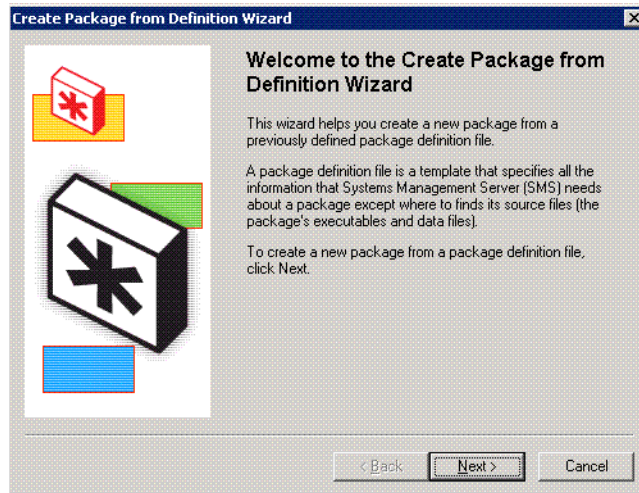 Create Package from Definition Wizard
Welcome to the Create Package from
Definition Wizard
This wizard helps you create a new package from a
previously defined package definition file.
A package definition file is a template that specifies all the
information that Systems Management Server (SMS) needs
about a package except where to finds its source files (the
package's executables and data files).
To create a new package from a package definition file,
click Next.
< Back
Next >
Cancel